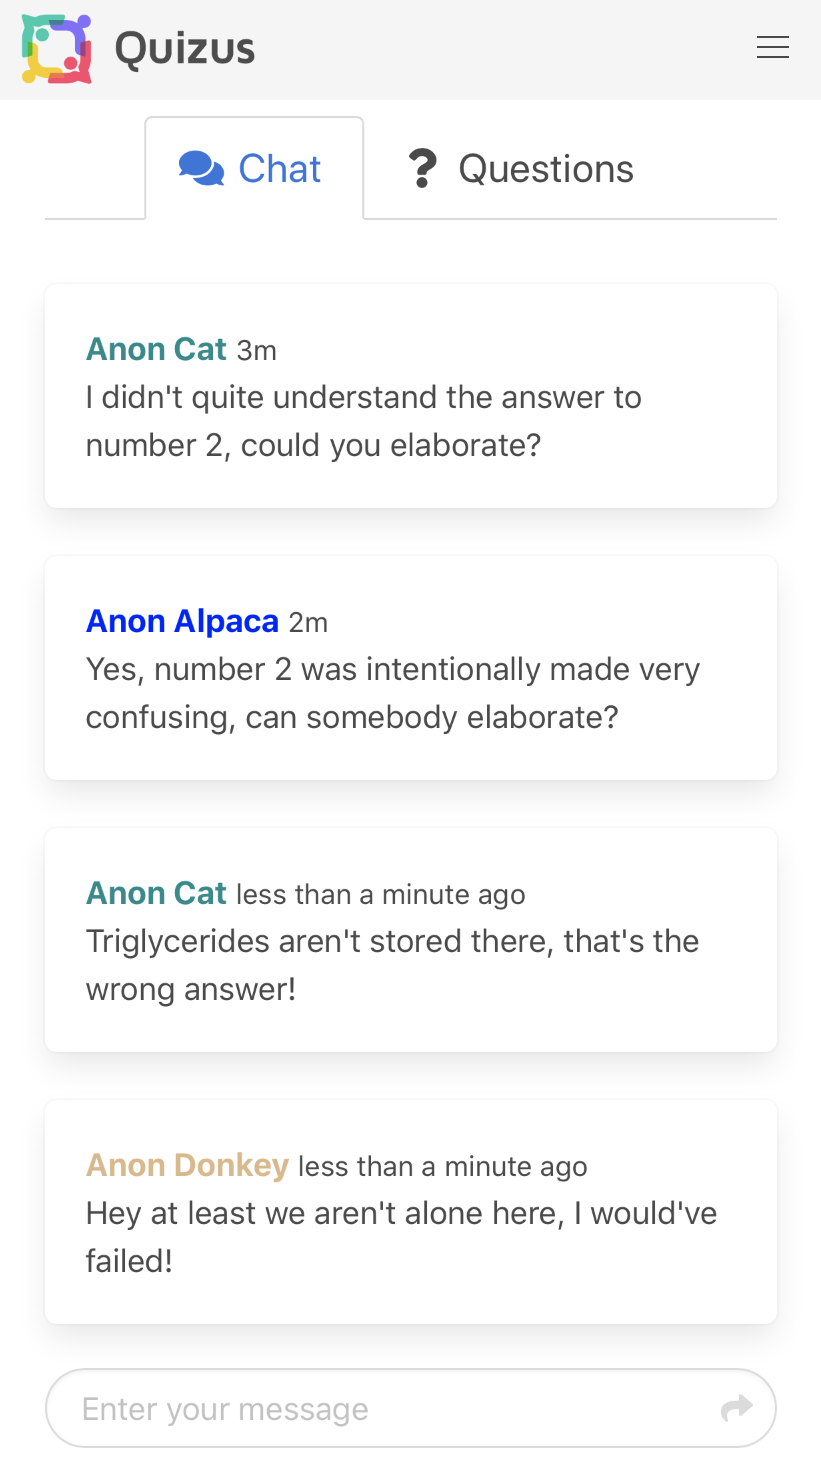 Quizus
Chat
Questions
Anon Cat 3m
I didn't quite understand the answer to
number 2, could you elaborate?
Anon Alpaca 2m
Yes, number 2 was intentionally made very
confusing, can somebody elaborate?
Anon Cat less than a minute ago
Triglycerides aren't stored there, that's the
wrong answer!
Anon Donkey less than a minute ago
Hey at least we aren't alone here, I would've
failed!
Enter your message